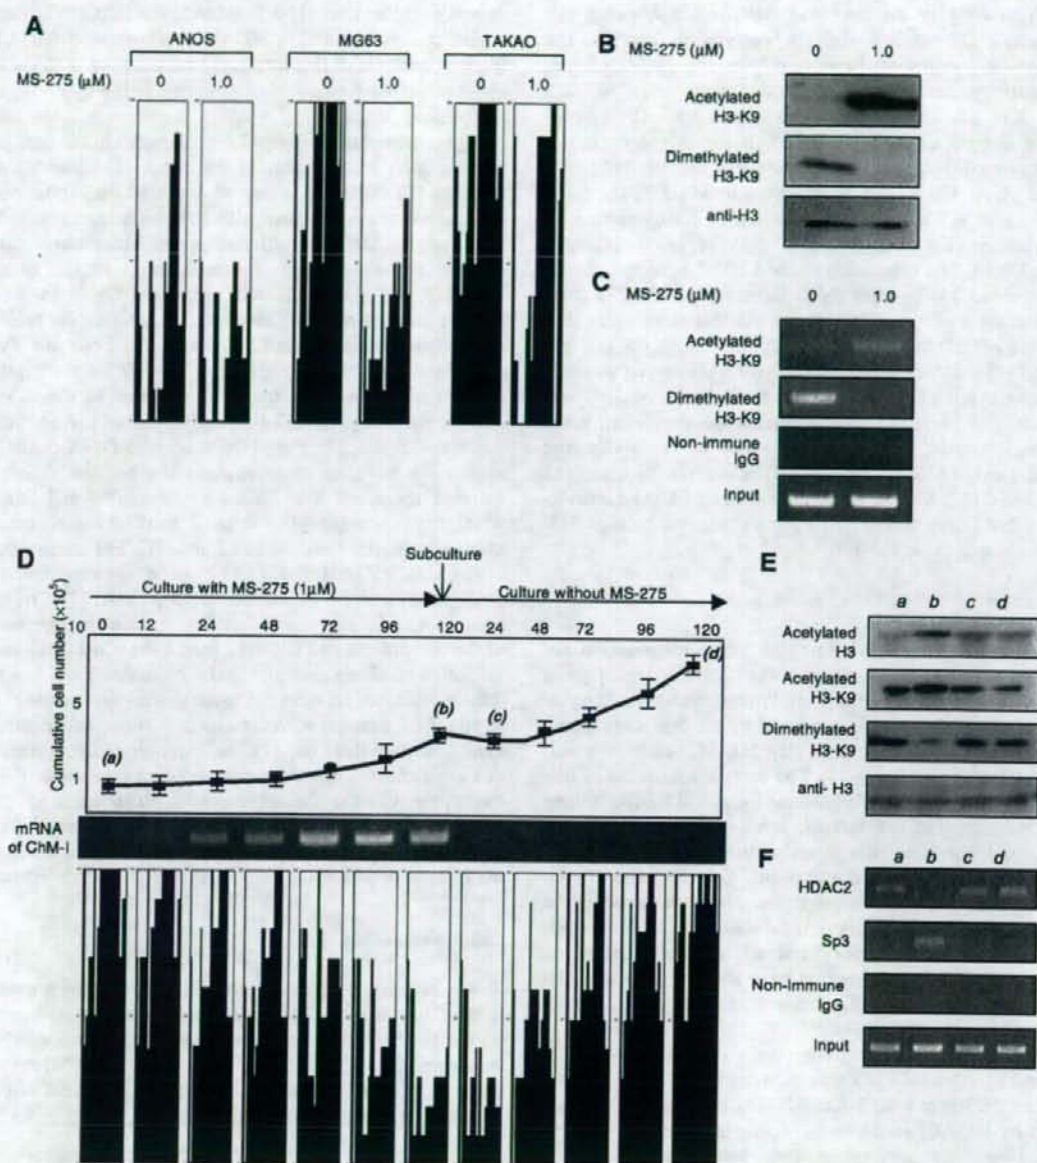 A
ANOS MG63 TAKAO
MS-275 (μM) 0 1.0 0 1.0 0 1.0
B
MS-275 (μM) 0 1.0
Acetylated
H3-K9
Dimethylated
H3-K9
anti-H3
C
MS-275 (μM) 0 1.0
Acetylated
H3-K9
Dimethylated
H3-K9
Non-immune
IgG
Input
D
Subculture
Culture with MS-275 (1μM) Culture without MS-275
0 12 24 48 72 96 120 24 48 72 96 120
Cumulative cell number (×10⁵)
10
5
1
(a) (b) (c) (d)
mRNA
of ChM-I
E
a b c d
Acetylated
H3
Acetylated
H3-K9
Dimethylated
H3-K9
anti- H3
F
a b c d
HDAC2
Sp3
Non-immune
IgG
Input